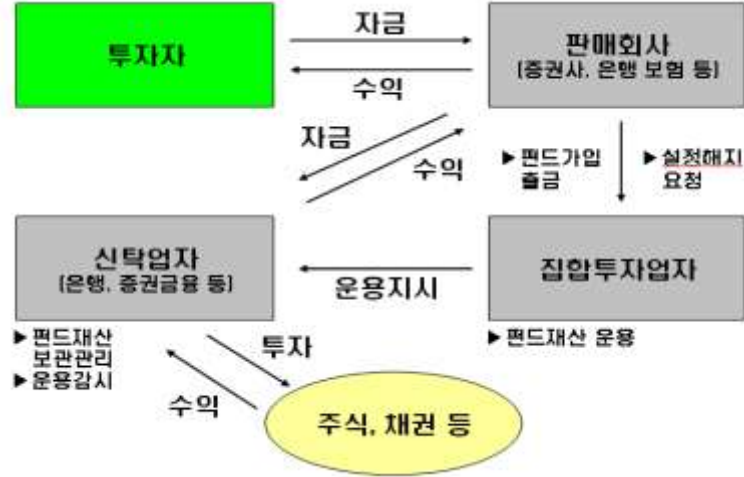 자금
투자자
판매회사
(증권사, 은행 보험 등)
수익
자금
수익
▶ 펀드가입
출금
▶ 설정해지
요청
신탁업자
(은행, 증권금융 등)
운용지시
집합투자업자
▶ 펀드재산
보관관리
▶ 운용감시
투자
▶ 펀드재산 운용
수익
주식, 채권 등